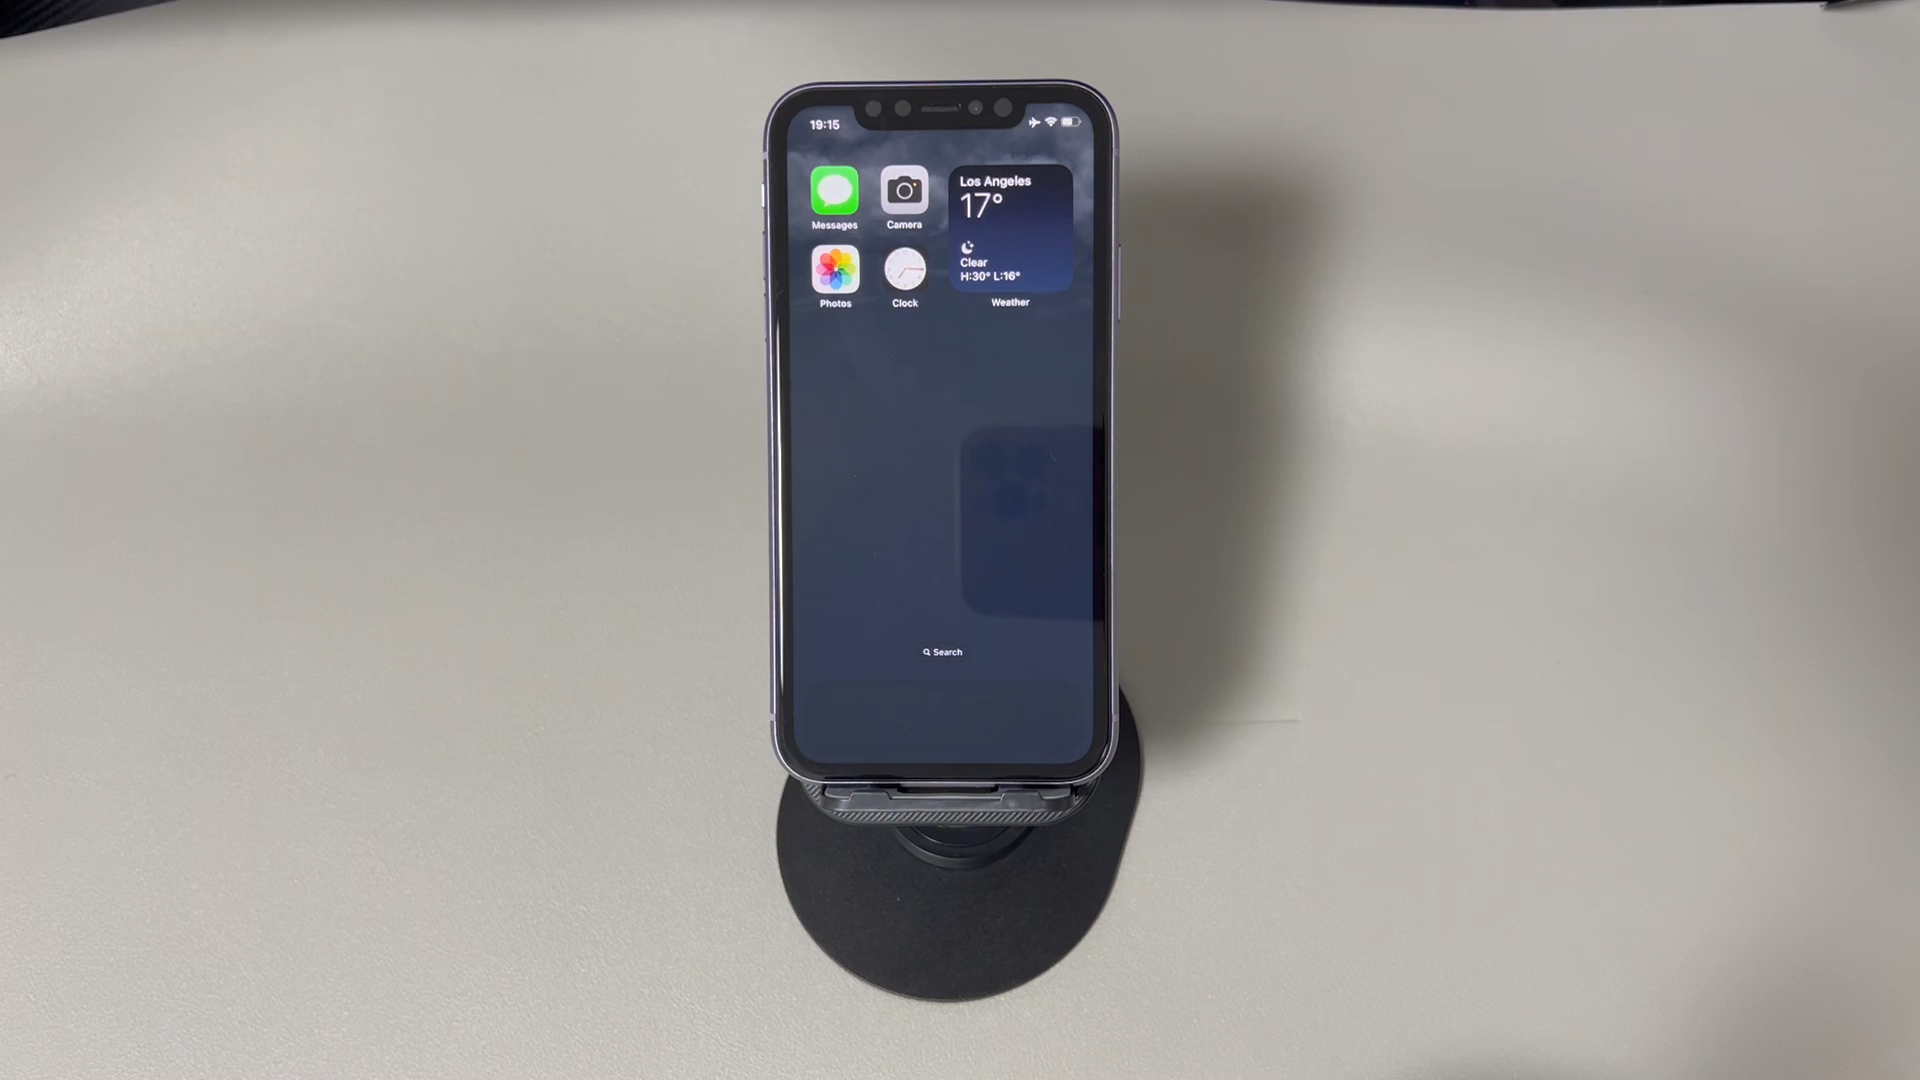 19:15
Messages
Camera
Los Angeles
17°
Clear
H:30° L:16°
Photos
Clock
Weather
Search